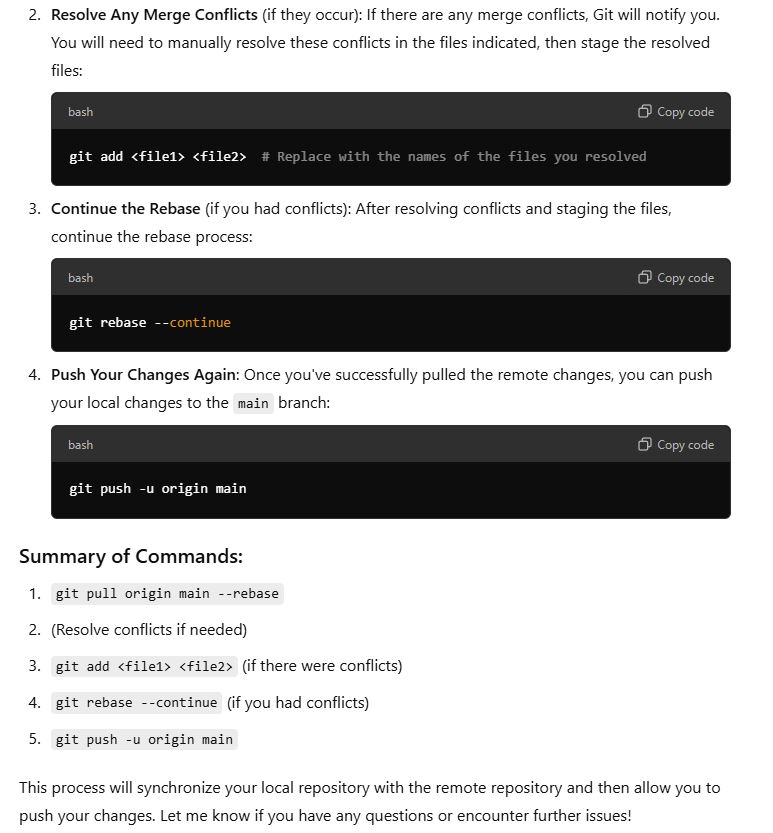 2. Resolve Any Merge Conflicts (if they occur): If there are any merge conflicts, Git will notify you.
You will need to manually resolve these conflicts in the files indicated, then stage the resolved
files:
bash Copy code
git add <file1> <file2>  # Replace with the names of the files you resolved
3. Continue the Rebase (if you had conflicts): After resolving conflicts and staging the files,
continue the rebase process:
bash Copy code
git rebase --continue
4. Push Your Changes Again: Once you've successfully pulled the remote changes, you can push
your local changes to the main branch:
bash Copy code
git push -u origin main
Summary of Commands:
1. git pull origin main --rebase
2. (Resolve conflicts if needed)
3. git add <file1> <file2> (if there were conflicts)
4. git rebase --continue (if you had conflicts)
5. git push -u origin main
This process will synchronize your local repository with the remote repository and then allow you to
push your changes. Let me know if you have any questions or encounter further issues!